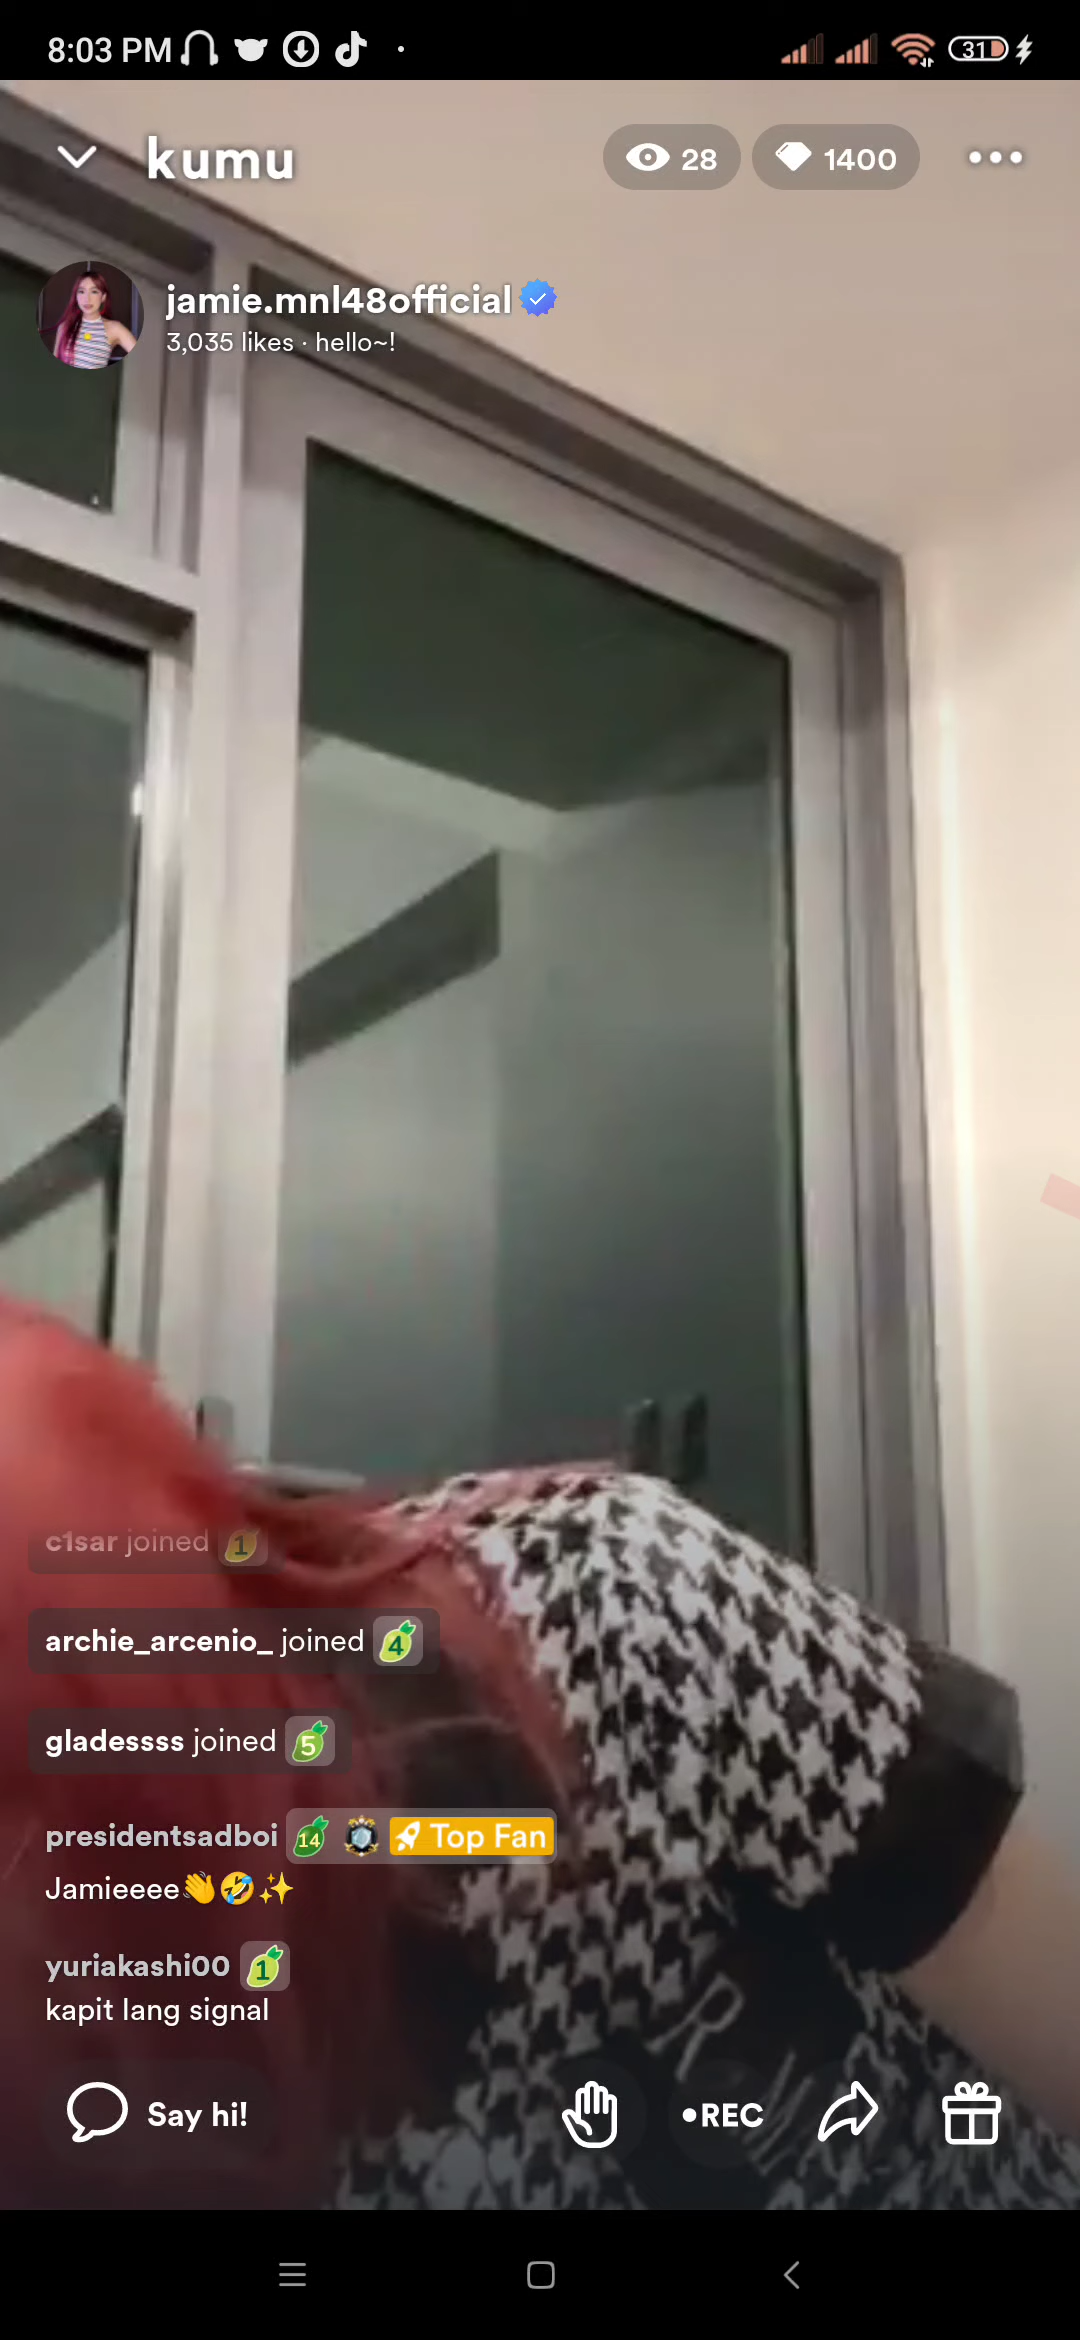 8:03 PM
31
kumu
28
1400
jamie.mnl48official
3,035 likes · hello~!
c1sar joined 1
archie_arcenio_ joined 4
gladessss joined 5
presidentsadboi 14 Top Fan
Jamieeee👋🤣✨
yuriakashi00 1
kapit lang signal
Say hi!
•REC